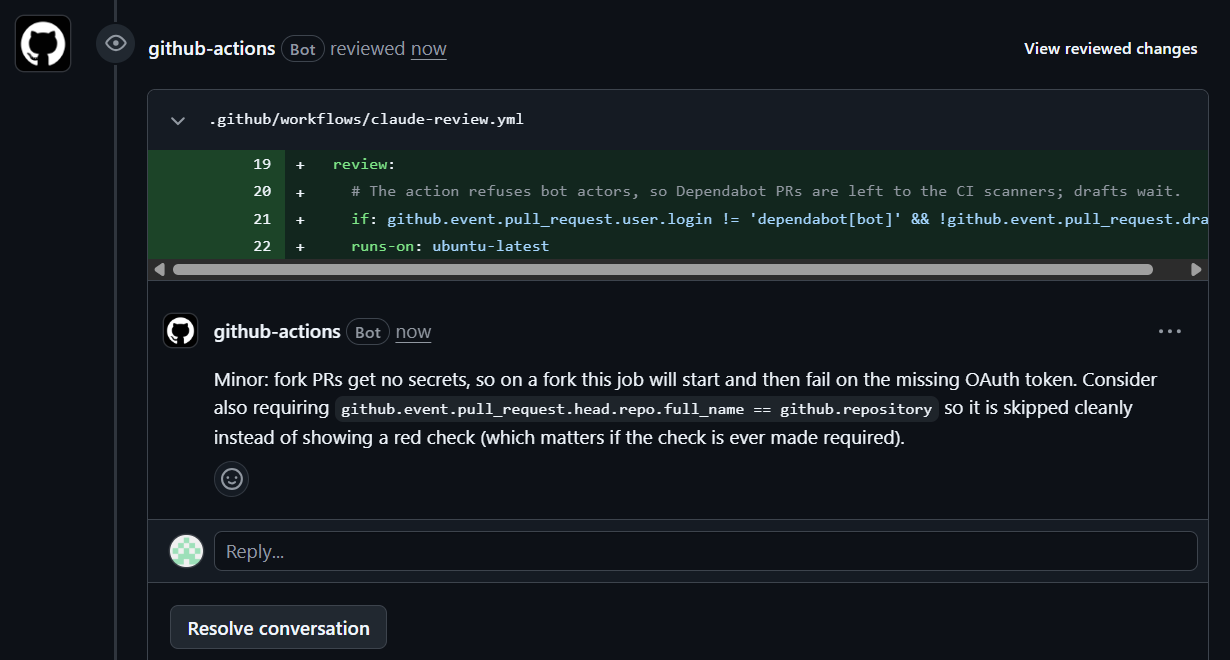 github-actions Bot reviewed now
View reviewed changes
.github/workflows/claude-review.yml
19 + review:
20 + # The action refuses bot actors, so Dependabot PRs are left to the CI scanners; drafts wait.
21 + if: github.event.pull_request.user.login != 'dependabot[bot]' && !github.event.pull_request.dra
22 + runs-on: ubuntu-latest
github-actions Bot now
Minor: fork PRs get no secrets, so on a fork this job will start and then fail on the missing OAuth token. Consider
also requiring github.event.pull_request.head.repo.full_name == github.repository so it is skipped cleanly
instead of showing a red check (which matters if the check is ever made required).
Reply...
Resolve conversation